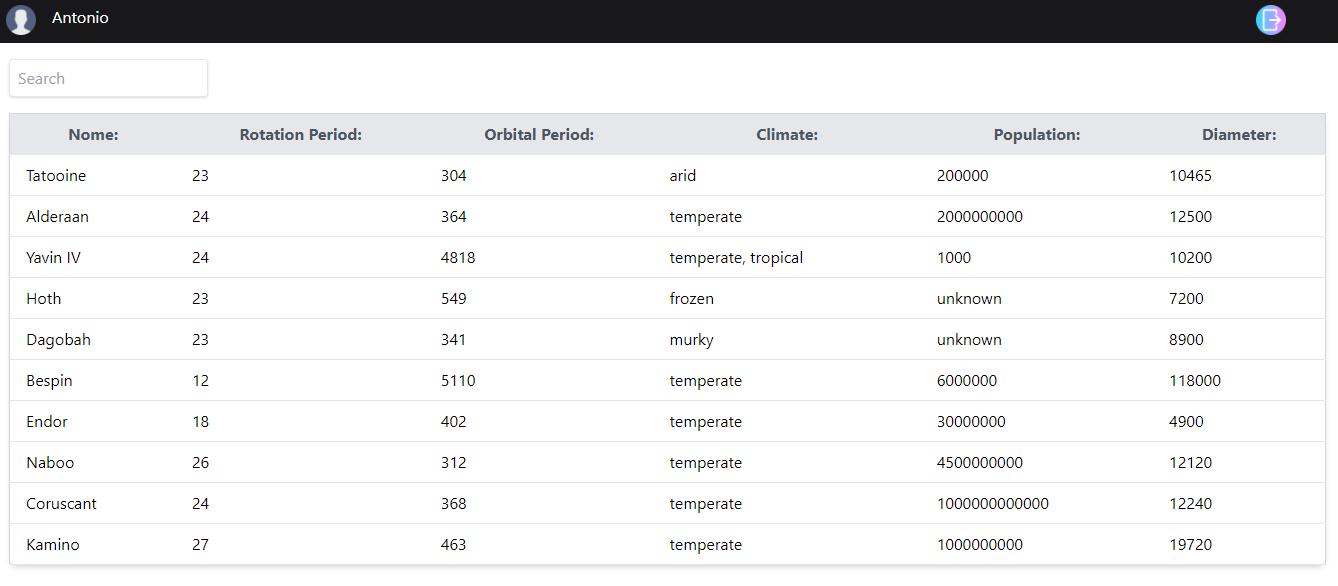 Antonio
Search
Nome: Rotation Period: Orbital Period: Climate: Population: Diameter:
Tatooine 23 304 arid 200000 10465
Alderaan 24 364 temperate 2000000000 12500
Yavin IV 24 4818 temperate, tropical 1000 10200
Hoth 23 549 frozen unknown 7200
Dagobah 23 341 murky unknown 8900
Bespin 12 5110 temperate 6000000 118000
Endor 18 402 temperate 30000000 4900
Naboo 26 312 temperate 4500000000 12120
Coruscant 24 368 temperate 1000000000000 12240
Kamino 27 463 temperate 1000000000 19720